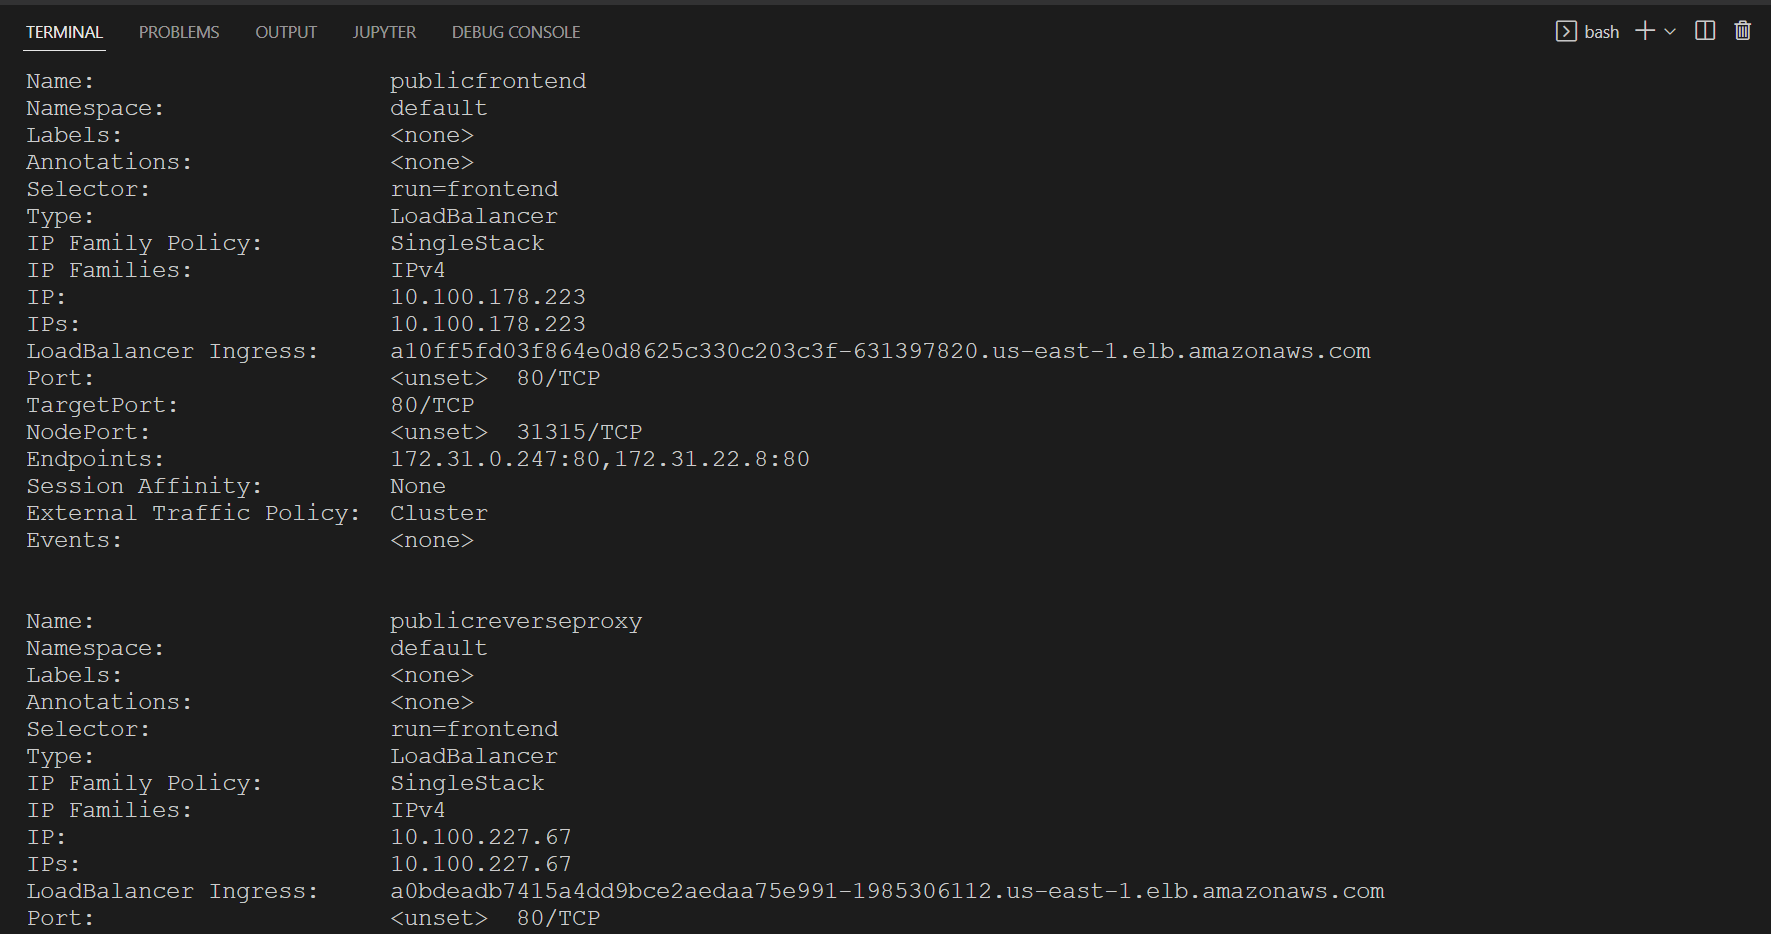 TERMINAL PROBLEMS OUTPUT JUPYTER DEBUG CONSOLE bash
Name: publicfrontend
Namespace: default
Labels: <none>
Annotations: <none>
Selector: run=frontend
Type: LoadBalancer
IP Family Policy: SingleStack
IP Families: IPv4
IP: 10.100.178.223
IPs: 10.100.178.223
LoadBalancer Ingress: a10ff5fd03f864e0d8625c330c203c3f-631397820.us-east-1.elb.amazonaws.com
Port: <unset> 80/TCP
TargetPort: 80/TCP
NodePort: <unset> 31315/TCP
Endpoints: 172.31.0.247:80,172.31.22.8:80
Session Affinity: None
External Traffic Policy: Cluster
Events: <none>
Name: publicreverseproxy
Namespace: default
Labels: <none>
Annotations: <none>
Selector: run=frontend
Type: LoadBalancer
IP Family Policy: SingleStack
IP Families: IPv4
IP: 10.100.227.67
IPs: 10.100.227.67
LoadBalancer Ingress: a0bdeadb7415a4dd9bce2aedaa75e991-1985306112.us-east-1.elb.amazonaws.com
Port: <unset> 80/TCP